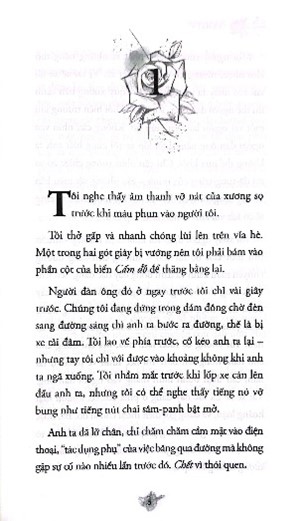 1
Tôi nghe thấy âm thanh vỡ nát của xương sọ
trước khi máu phun vào người tôi.
Tôi thở gấp và nhanh chóng lùi lên trên vỉa hè.
Một trong hai gót giày bị vướng nên tôi phải bám vào
phần cột của biển Cấm đỗ để thăng bằng lại.
Người đàn ông đó ở ngay trước tôi chỉ vài giây
trước. Chúng tôi đang đứng trong đám đông chờ đèn
sang đường sáng thì anh ta bước ra đường, thế là bị
xe tải đâm. Tôi lao về phía trước, cố kéo anh ta lại –
nhưng tay tôi chỉ với được vào khoảng không khi anh
ta ngã xuống. Tôi nhắm mắt trước khi lốp xe cán lên
đầu anh ta, nhưng tôi có thể nghe thấy tiếng nó vỡ
bung như tiếng nút chai sâm-panh bật mở.
Anh ta đã lỡ chân, chỉ chăm chăm cắm mặt vào điện
thoại, “tác dụng phụ” của việc băng qua đường mà không
gặp sự cố nào nhiều lần trước đó. Chết vì thói quen.